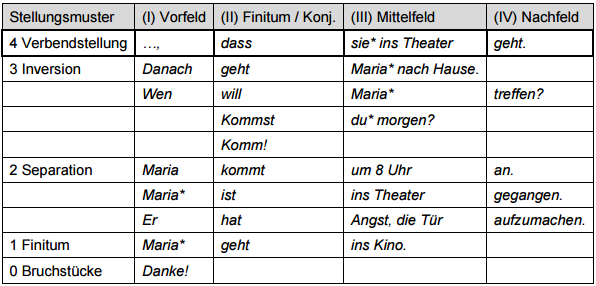 Stellungsmuster (I) Vorfeld (II) Finitum / Konj. (III) Mittelfeld (IV) Nachfeld
4 Verbendstellung …, dass sie* ins Theater geht.
3 Inversion Danach geht Maria* nach Hause.
Wen will Maria* treffen?
Kommst du* morgen?
Komm!
2 Separation Maria kommt um 8 Uhr an.
Maria* ist ins Theater gegangen.
Er hat Angst, die Tür aufzumachen.
1 Finitum Maria* geht ins Kino.
0 Bruchstücke Danke!